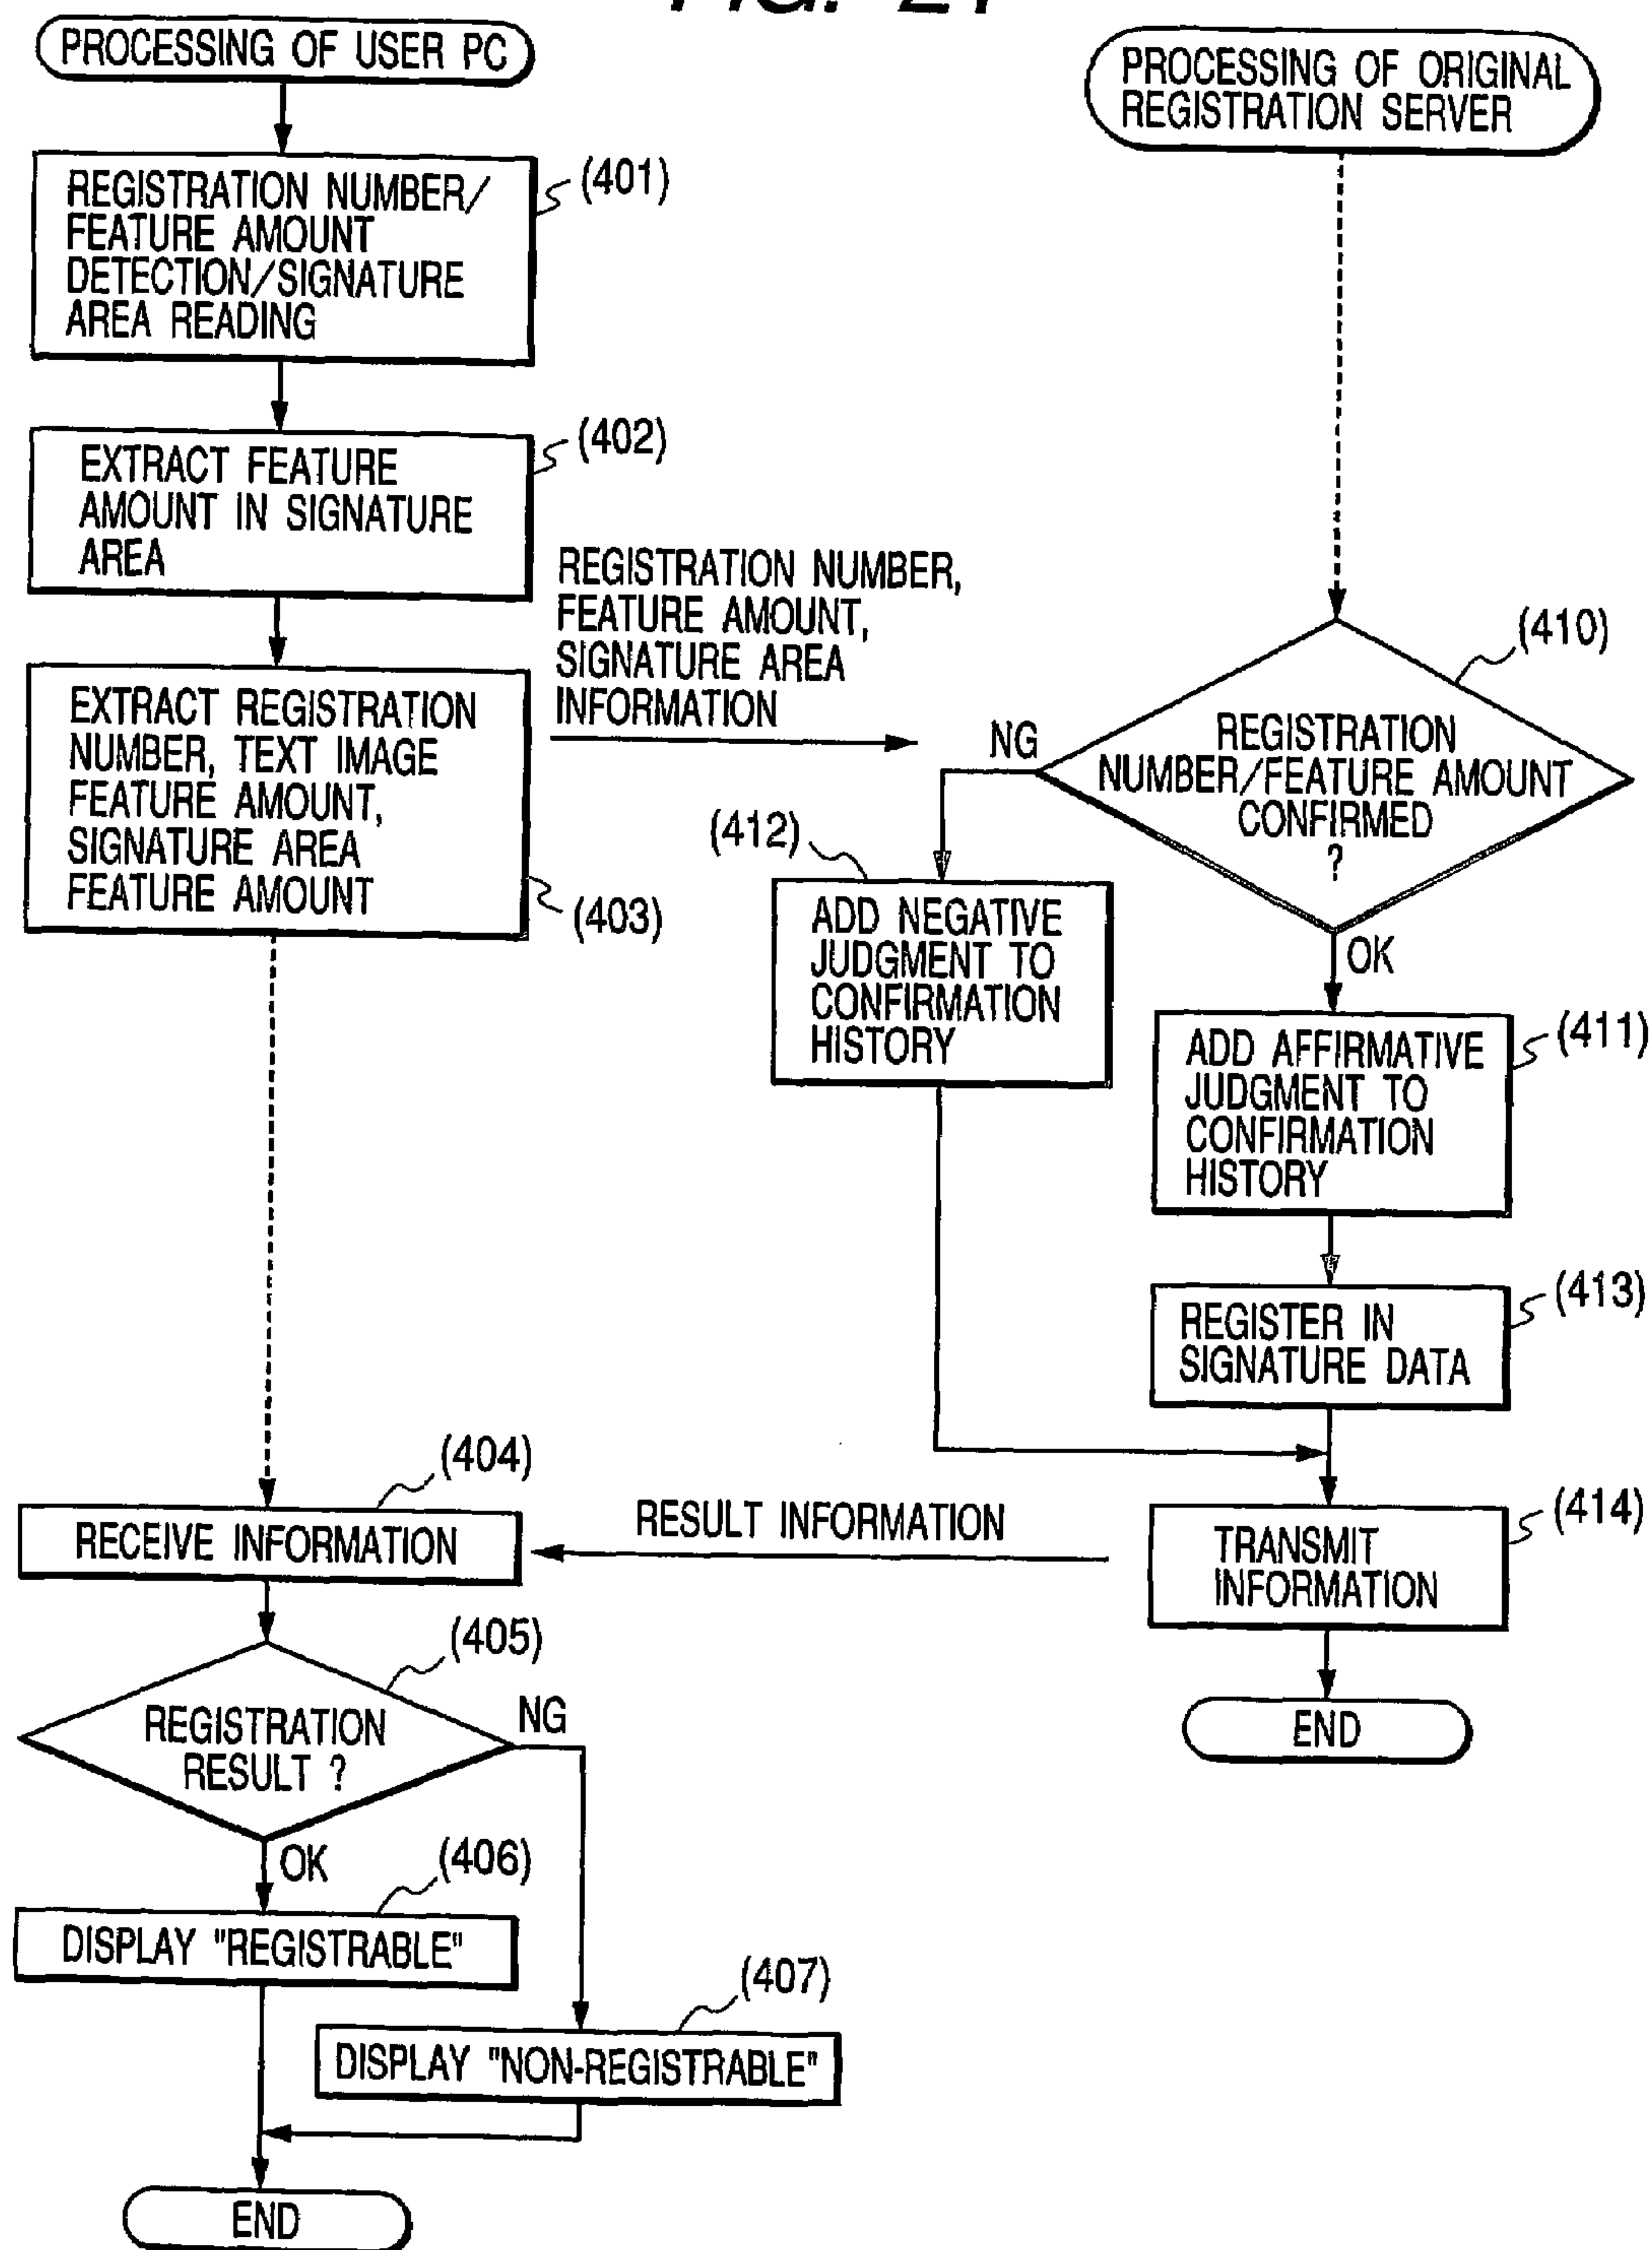 FIG. 21
PROCESSING OF USER PC
REGISTRATION NUMBER/
FEATURE AMOUNT
DETECTION/SIGNATURE
AREA READING
(401)
EXTRACT FEATURE
AMOUNT IN SIGNATURE
AREA
(402)
EXTRACT REGISTRATION
NUMBER, TEXT IMAGE
FEATURE AMOUNT,
SIGNATURE AREA
FEATURE AMOUNT
(403)
REGISTRATION NUMBER,
FEATURE AMOUNT,
SIGNATURE AREA
INFORMATION
PROCESSING OF ORIGINAL
REGISTRATION SERVER
(410)
REGISTRATION
NUMBER/FEATURE AMOUNT
CONFIRMED
?
NG
OK
(412)
ADD NEGATIVE
JUDGMENT TO
CONFIRMATION
HISTORY
(411)
ADD AFFIRMATIVE
JUDGMENT TO
CONFIRMATION
HISTORY
(413)
REGISTER IN
SIGNATURE DATA
(414)
TRANSMIT
INFORMATION
END
RESULT INFORMATION
(404)
RECEIVE INFORMATION
(405)
REGISTRATION
RESULT ?
NG
OK
(406)
DISPLAY "REGISTRABLE"
(407)
DISPLAY "NON-REGISTRABLE"
END